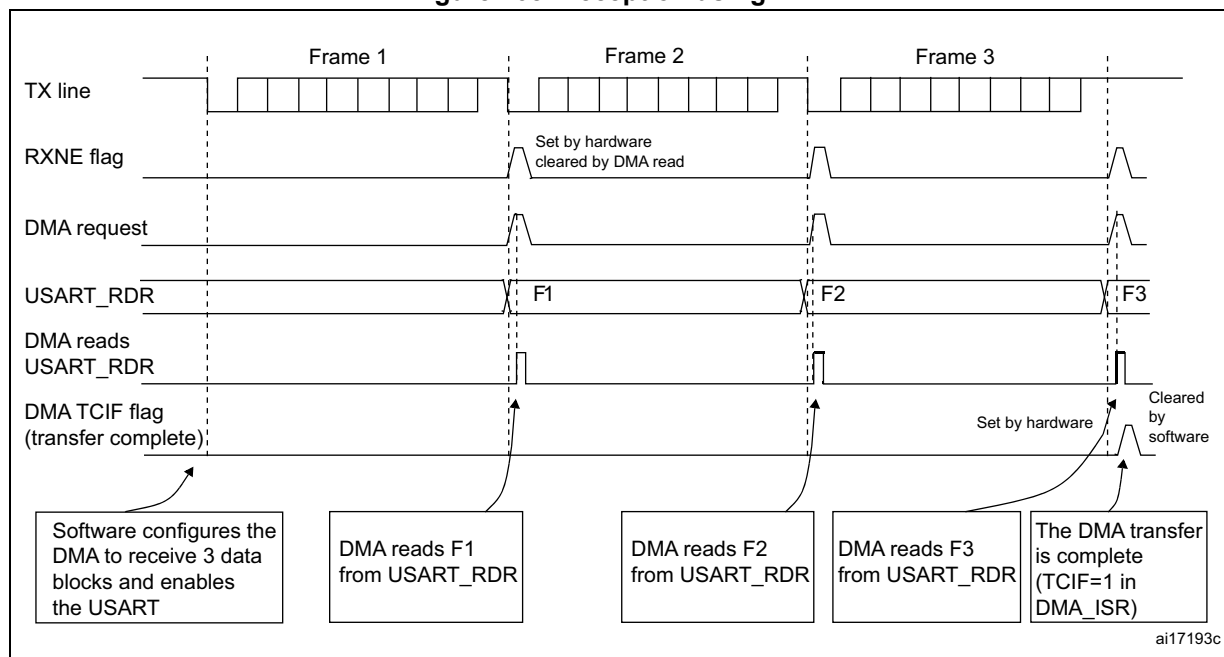 Frame 1
Frame 2
Frame 3
TX line
RXNE flag
Set by hardware
cleared by DMA read
DMA request
USART_RDR
F1
F2
F3
DMA reads
USART_RDR
DMA TCIF flag
(transfer complete)
Set by hardware
Cleared
by
software
Software configures the
DMA to receive 3 data
blocks and enables
the USART
DMA reads F1
from USART_RDR
DMA reads F2
from USART_RDR
DMA reads F3
from USART_RDR
The DMA transfer
is complete
(TCIF=1 in
DMA_ISR)
ai17193c